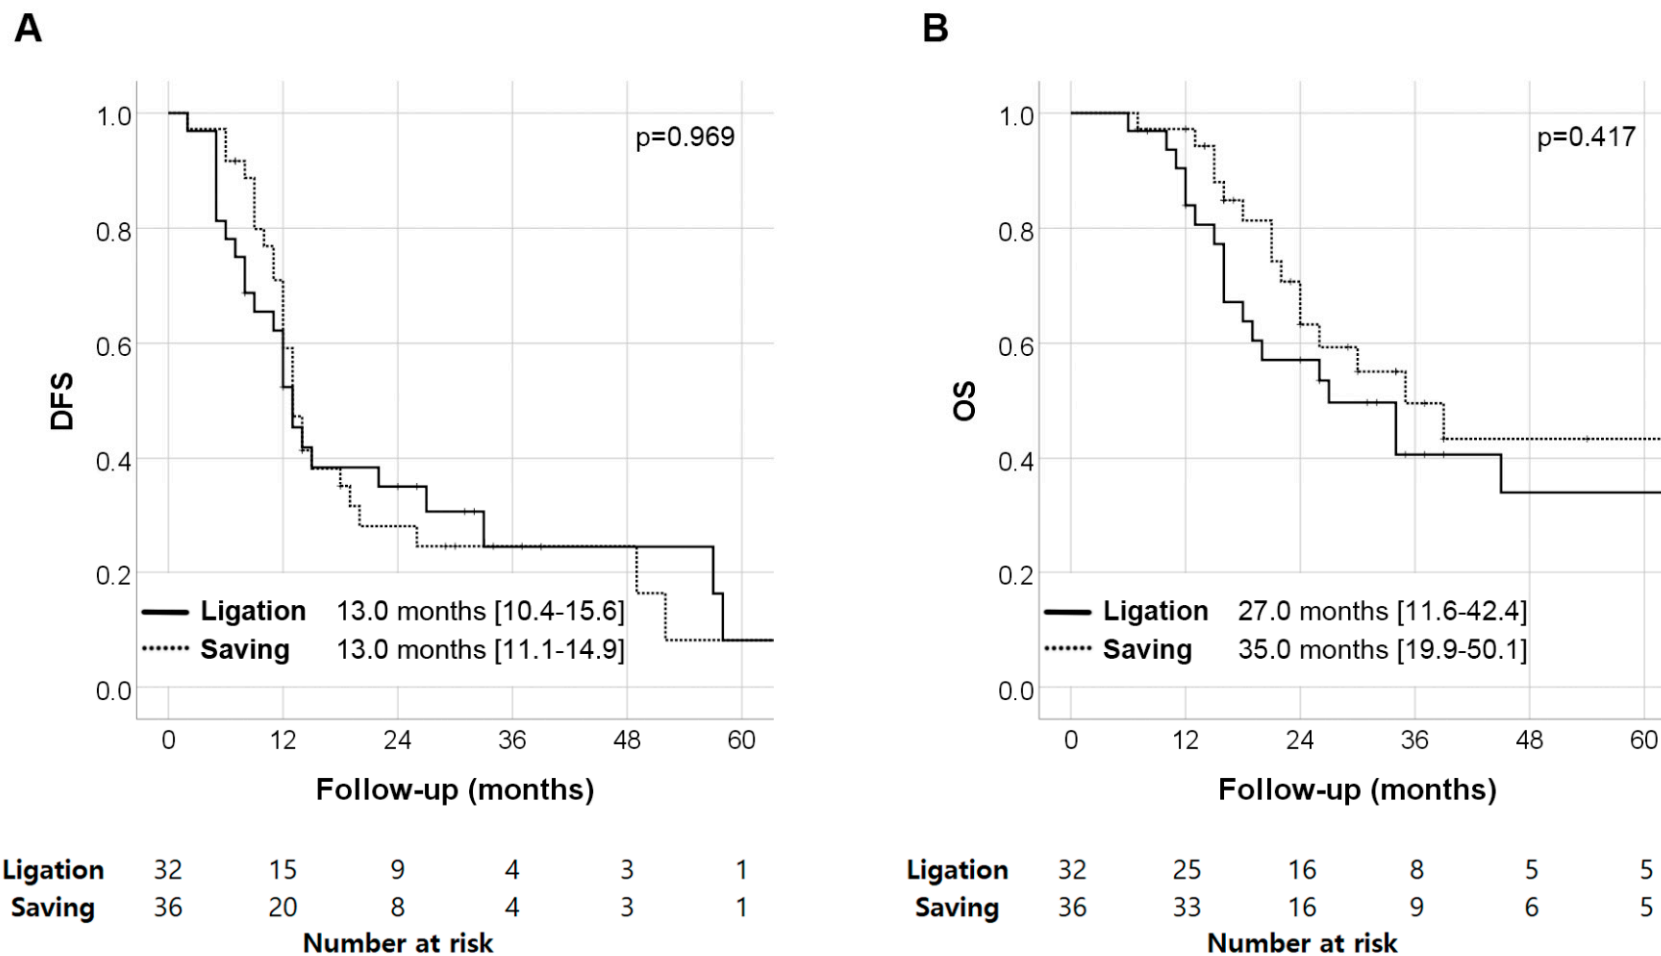 A
1.0
0.8
0.6
0.4
0.2
0.0
DFS
p=0.969
Ligation 13.0 months [10.4-15.6]
Saving 13.0 months [11.1-14.9]
0 12 24 36 48 60
Follow-up (months)
Ligation 32 15 9 4 3 1
Saving 36 20 8 4 3 1
Number at risk
B
1.0
0.8
0.6
0.4
0.2
0.0
OS
p=0.417
Ligation 27.0 months [11.6-42.4]
Saving 35.0 months [19.9-50.1]
0 12 24 36 48 60
Follow-up (months)
Ligation 32 25 16 8 5 5
Saving 36 33 16 9 6 5
Number at risk